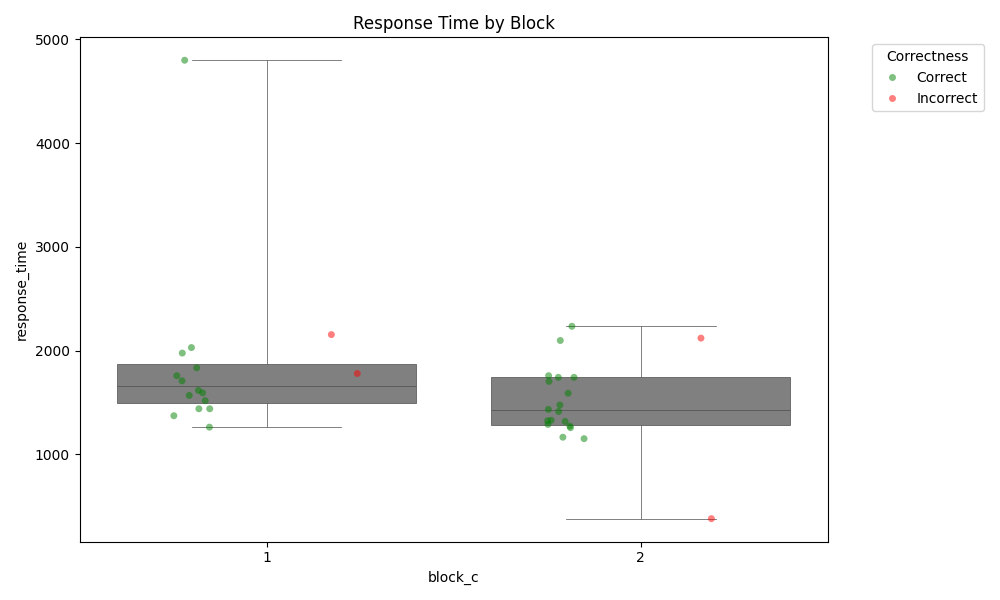 Response Time by Block
5000
4000
3000
2000
1000
response_time
1
2
block_c
Correctness
Correct
Incorrect